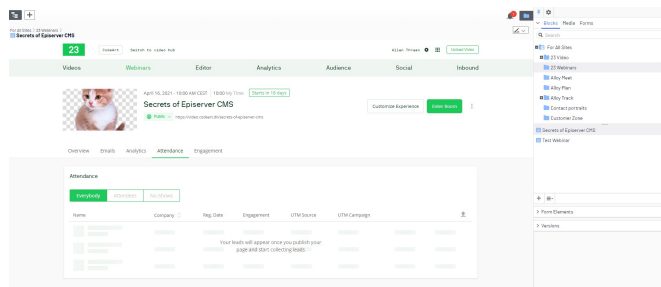 For All Sites | 23 Webinars |
Secrets of Episerver CMS
23
CodeArt
Switch to video hub
Allan Thraen
Upload Video
Videos
Webinars
Editor
Analytics
Audience
Social
Inbound
April 16, 2021 - 10:00 AM CEST | 10:00 My Time
Starts in 10 days
Secrets of Episerver CMS
Public
https://video.codeart.dk/secrets-of-episerver-cms
Customize Experience
Enter Room
Overview
Emails
Analytics
Attendance
Engagement
Attendance
Everybody
Attendees
No-Shows
Name
Company
Reg. Date
Engagement
UTM Source
UTM Campaign
Your leads will appear once you publish your
page and start collecting leads
Blocks
Media
Forms
Search
For All Sites
23 Video
23 Webinars
Alloy Meet
Alloy Plan
Alloy Track
Contact portraits
Customer Zone
Secrets of Episerver CMS
Test Webinar
Form Elements
Versions